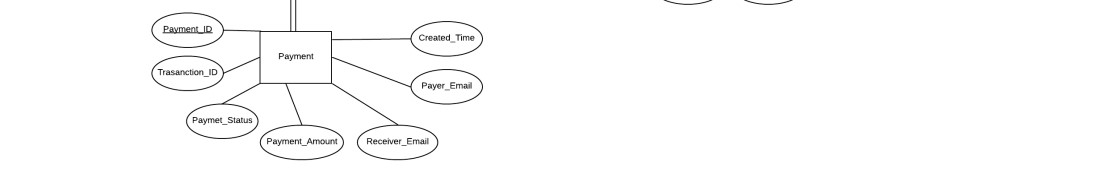 Payment_ID
Created_Time
Payment
Trasanction_ID
Payer_Email
Paymet_Status
Payment_Amount
Receiver_Email